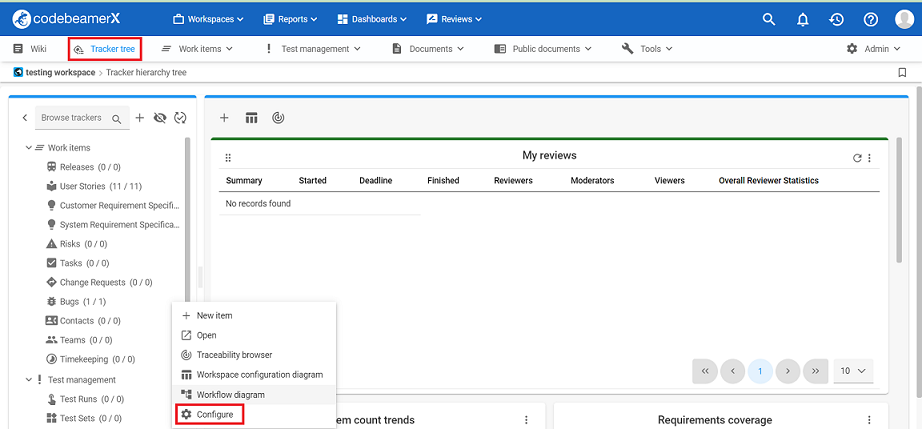 codebeamerX Workspaces Reports Dashboards Reviews
Wiki Tracker tree Work items Test management Documents Public documents Tools Admin
testing workspace > Tracker hierarchy tree
Browse trackers
Work items
Releases (0 / 0)
User Stories (11 / 11)
Customer Requirement Specifi...
System Requirement Specifica...
Risks (0 / 0)
Tasks (0 / 0)
Change Requests (0 / 0)
Bugs (1 / 1)
Contacts (0 / 0)
Teams (0 / 0)
Timekeeping (0 / 0)
Test management
Test Runs (0 / 0)
Test Sets (0 / 0)
New item
Open
Traceability browser
Workspace configuration diagram
Workflow diagram
Configure
My reviews
Summary Started Deadline Finished Reviewers Moderators Viewers Overall Reviewer Statistics
No records found
1 10
count trends
Requirements coverage